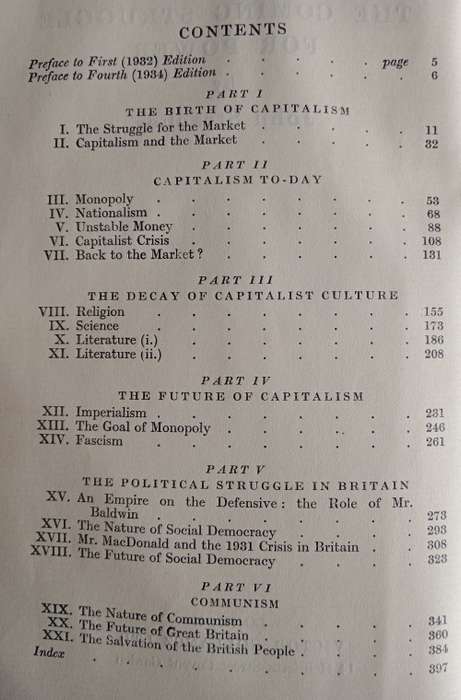 CONTENTS
Preface to First (1932) Edition . . . . . page 5
Preface to Fourth (1934) Edition . . . . . 6
PART I
THE BIRTH OF CAPITALISM
I. The Struggle for the Market . . . . . 11
II. Capitalism and the Market . . . . . 32
PART II
CAPITALISM TO-DAY
III. Monopoly . . . . . . . . 53
IV. Nationalism . . . . . . . . 68
V. Unstable Money . . . . . . . 88
VI. Capitalist Crisis . . . . . . . 108
VII. Back to the Market? . . . . . . 131
PART III
THE DECAY OF CAPITALIST CULTURE
VIII. Religion . . . . . . . . 155
IX. Science . . . . . . . . 173
X. Literature (i.) . . . . . . . 186
XI. Literature (ii.) . . . . . . . 208
PART IV
THE FUTURE OF CAPITALISM
XII. Imperialism . . . . . . . . 231
XIII. The Goal of Monopoly . . . . . . 246
XIV. Fascism . . . . . . . . 261
PART V
THE POLITICAL STRUGGLE IN BRITAIN
XV. An Empire on the Defensive: the Role of Mr.
Baldwin . . . . . . . . 273
XVI. The Nature of Social Democracy . . . . 293
XVII. Mr. MacDonald and the 1931 Crisis in Britain . . 308
XVIII. The Future of Social Democracy . . . . 323
PART VI
COMMUNISM
XIX. The Nature of Communism . . . . . 341
XX. The Future of Great Britain . . . . . 360
XXI. The Salvation of the British People . . . . 384
Index . . . . . . . . . 397